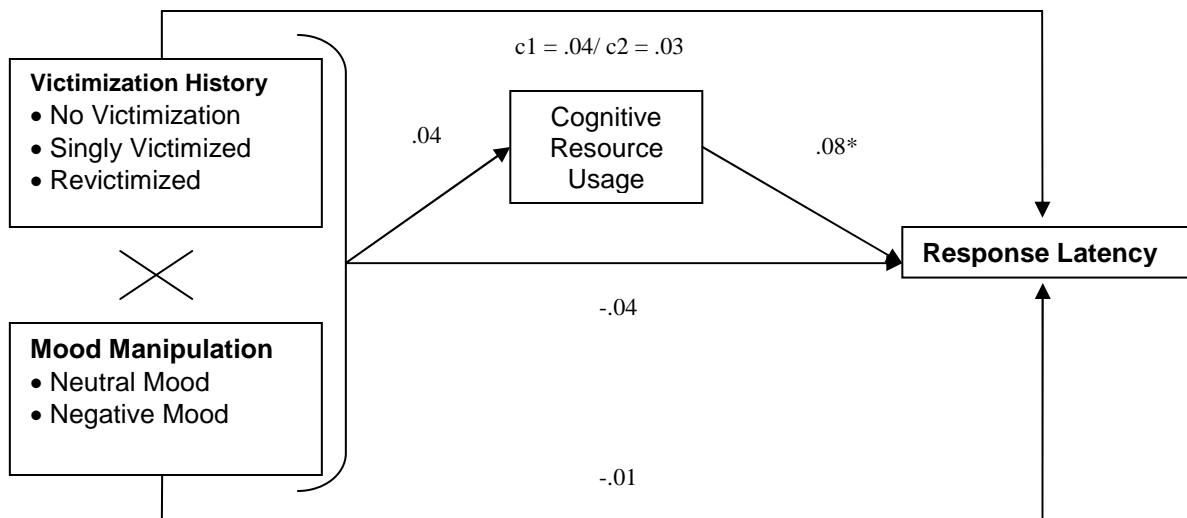 c1 = .04/ c2 = .03
Victimization History
• No Victimization
• Singly Victimized
• Revictimized
.04
Cognitive
Resource
Usage
.08*
Response Latency
-.04
Mood Manipulation
• Neutral Mood
• Negative Mood
-.01